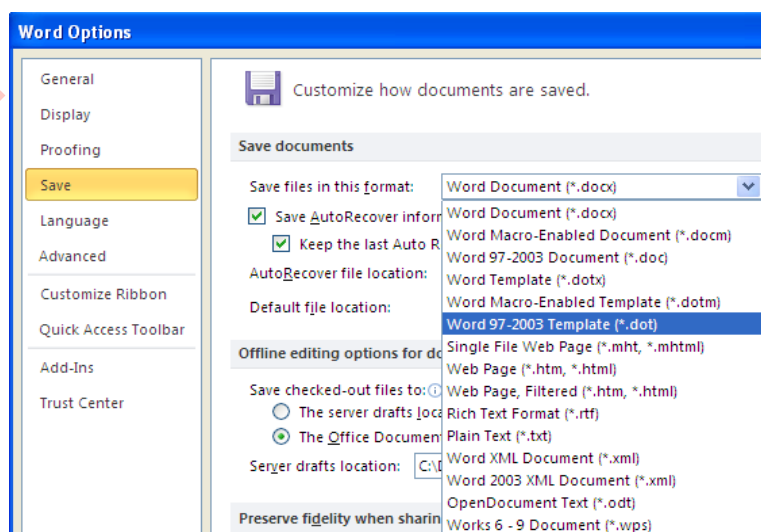 Word Options
General
Display
Proofing
Save
Language
Advanced
Customize Ribbon
Quick Access Toolbar
Add-Ins
Trust Center
Customize how documents are saved.
Save documents
Save files in this format: Word Document (*.docx)
Save AutoRecover inform
Keep the last Auto R
AutoRecover file location:
Default file location:
Word Document (*.docx)
Word Macro-Enabled Document (*.docm)
Word 97-2003 Document (*.doc)
Word Template (*.dotx)
Word Macro-Enabled Template (*.dotm)
Word 97-2003 Template (*.dot)
Single File Web Page (*.mht, *.mhtml)
Web Page (*.htm, *.html)
Web Page, Filtered (*.htm, *.html)
Rich Text Format (*.rtf)
Plain Text (*.txt)
Word XML Document (*.xml)
Word 2003 XML Document (*.xml)
OpenDocument Text (*.odt)
Works 6 - 9 Document (*.wps)
Offline editing options for do
Save checked-out files to:
The server drafts loca
The Office Documen
Server drafts location: C:\D
Preserve fidelity when sharin